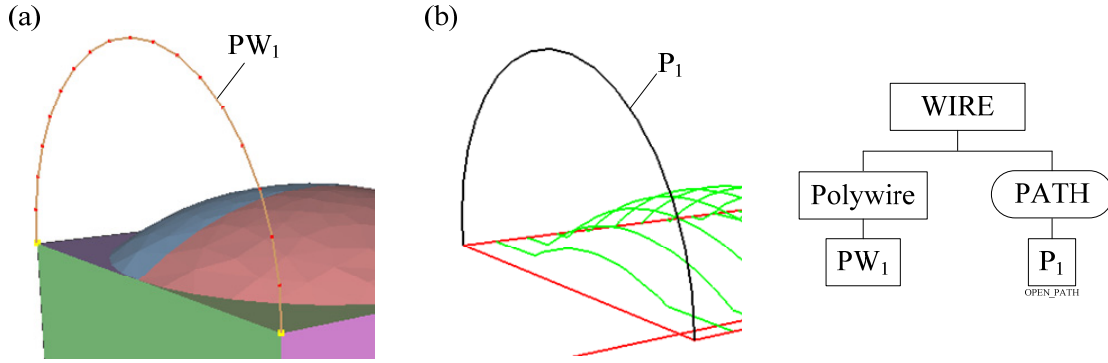 (a)
PW₁
(b)
P₁
WIRE
Polywire
PATH
PW₁
P₁
OPEN_PATH